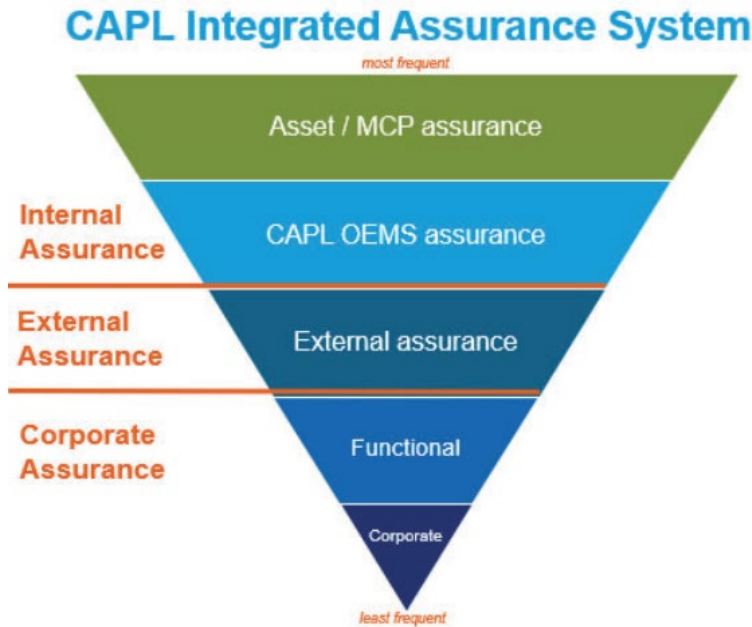 CAPL Integrated Assurance System
most frequent
Asset / MCP assurance
Internal
Assurance
CAPL OEMS assurance
External
Assurance
External assurance
Corporate
Assurance
Functional
Corporate
least frequent